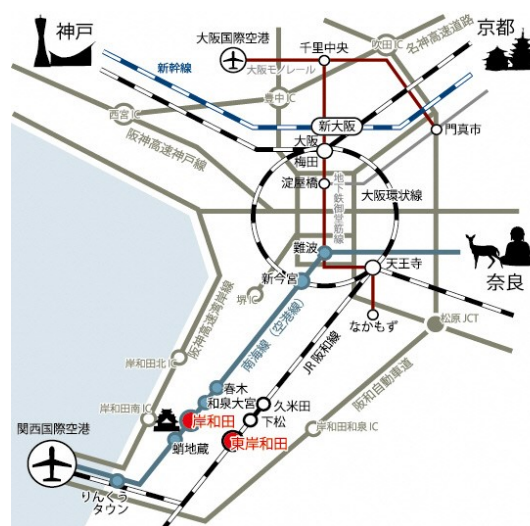 神戸
京都
大阪国際空港
千里中央
吹田IC
名神高速道路
新幹線
大阪モノレール
豊中IC
西宮IC
新大阪
門真市
大阪
梅田
阪神高速神戸線
淀屋橋
地下鉄御堂筋線
大阪環状線
難波
天王寺
奈良
新今宮
堺IC
なかもず
松原JCT
阪神高速湾岸線
南海線（空港線）
JR阪和線
阪和自動車道
岸和田北IC
春木
和泉大宮
久米田
岸和田南IC
岸和田
下松
岸和田和泉IC
関西国際空港
蛸地蔵
東岸和田
りんくう
タウン